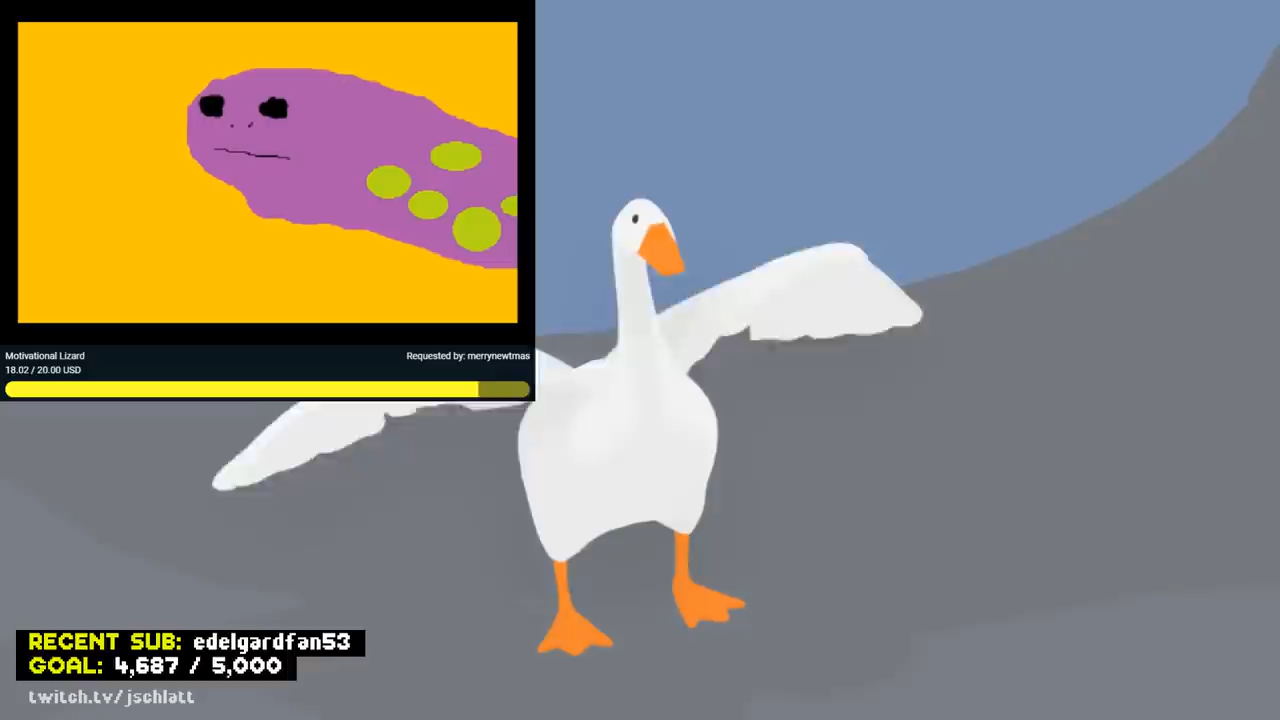 Motivational Lizard
Requested by: merrynewtmas
18.02 / 20.00 USD
RECENT SUB: edelgardfan53
GOAL: 4,687 / 5,000
twitch.tv/jschlatt